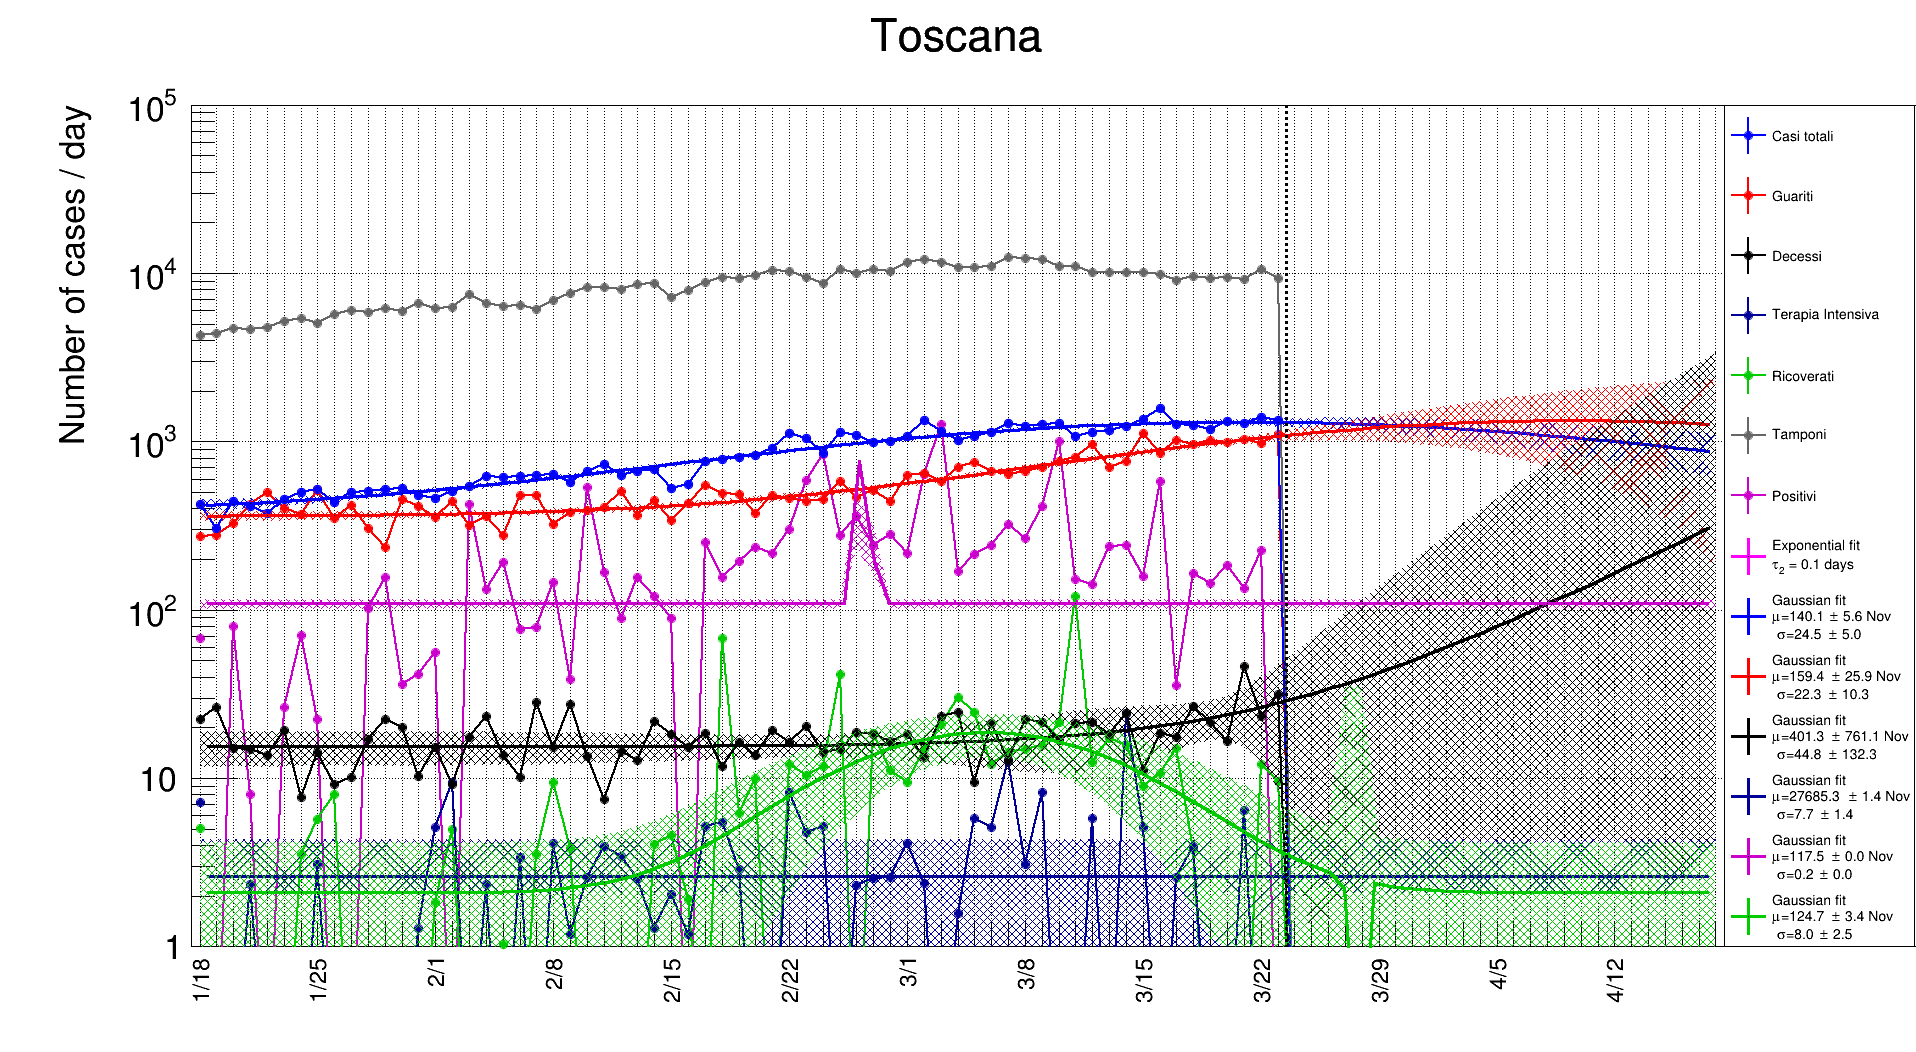 Toscana
Number of cases / day
10^5
10^4
10^3
10^2
10
1
1/18
1/25
2/1
2/8
2/15
2/22
3/1
3/8
3/15
3/22
3/29
4/5
4/12
Casi totali
Guariti
Decessi
Terapia Intensiva
Ricoverati
Tamponi
Positivi
Exponential fit
τ₂ = 0.1 days
Gaussian fit
μ=140.1 ± 5.6 Nov
σ=24.5 ± 5.0
Gaussian fit
μ=159.4 ± 25.9 Nov
σ=22.3 ± 10.3
Gaussian fit
μ=401.3 ± 761.1 Nov
σ=44.8 ± 132.3
Gaussian fit
μ=27685.3 ± 1.4 Nov
σ=7.7 ± 1.4
Gaussian fit
μ=117.5 ± 0.0 Nov
σ=0.2 ± 0.0
Gaussian fit
μ=124.7 ± 3.4 Nov
σ=8.0 ± 2.5